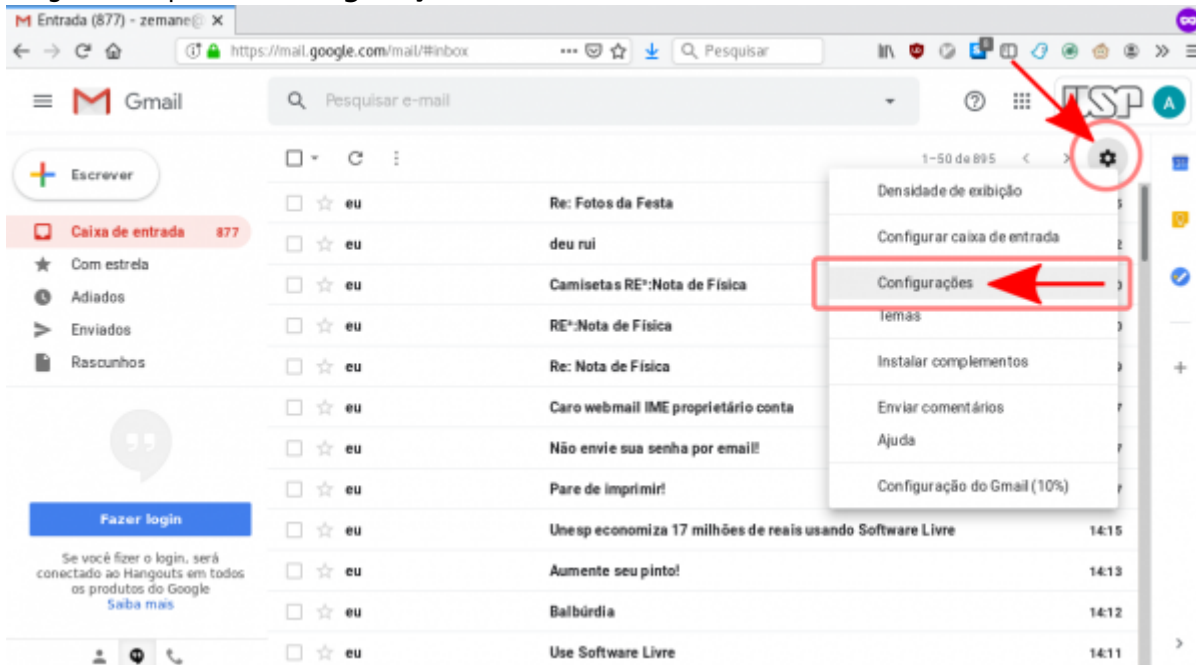 Entrada (877) - zemane@
https://mail.google.com/mail/#inbox
Pesquisar
Gmail
Pesquisar e-mail
USP
A
Escrever
1-50 de 895
Densidade de exibição
Configurar caixa de entrada
Configurações
Temas
Instalar complementos
Enviar comentários
Ajuda
Configuração do Gmail (10%)
Caixa de entrada 877
Com estrela
Adiados
Enviados
Rascunhos
eu Re: Fotos da Festa
eu deu rui
eu Camisetas REª:Nota de Física
eu REª:Nota de Física
eu Re: Nota de Física
eu Caro webmail IME proprietário conta
eu Não envie sua senha por email!
eu Pare de imprimir!
eu Unesp economiza 17 milhões de reais usando Software Livre 14:15
eu Aumente seu pinto! 14:13
eu Balbúrdia 14:12
eu Use Software Livre 14:11
Fazer login
Se você fizer o login, será
conectado ao Hangouts em todos
os produtos do Google
Saiba mais